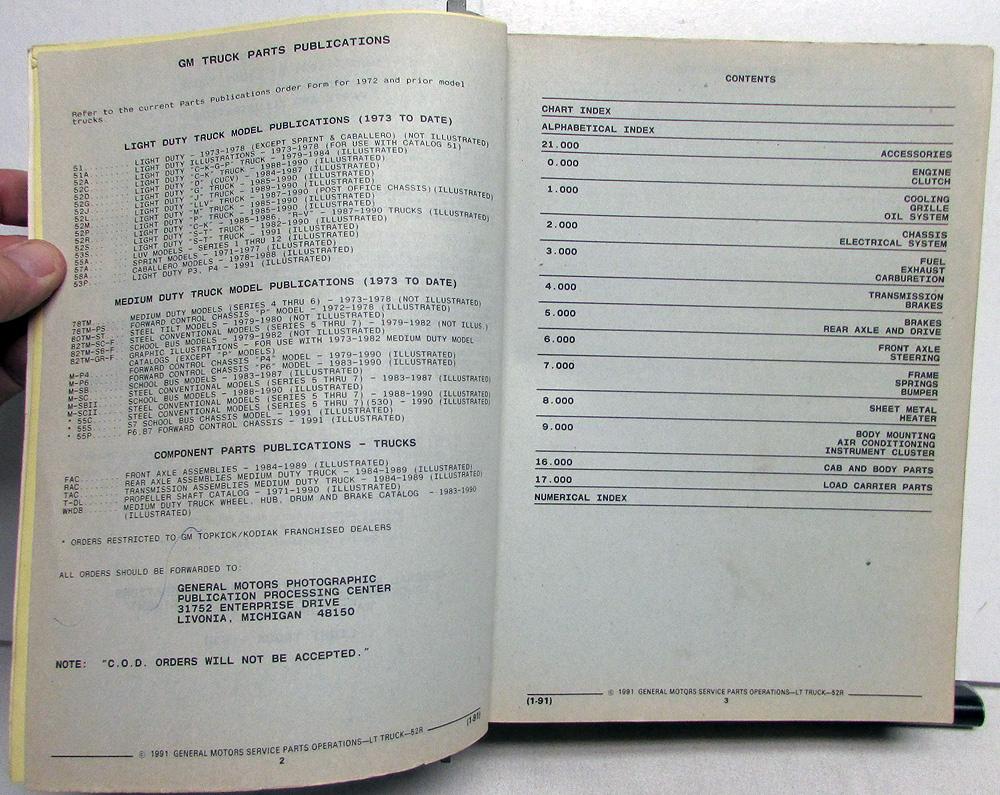 GM TRUCK PARTS PUBLICATIONS
Refer to the current Parts Publications Order Form for 1972 and prior model
trucks.
LIGHT DUTY TRUCK MODEL PUBLICATIONS (1973 TO DATE)
51 LIGHT DUTY - 1973-1978 (EXCEPT SPRINT & CABALLERO) (NOT ILLUSTRATED)
51A LIGHT DUTY ILLUSTRATIONS - 1973-1978 (FOR USE WITH CATALOG 51)
52A LIGHT DUTY "C-K-G-P" TRUCK - 1979-1984 (ILLUSTRATED)
52C LIGHT DUTY "C-K" TRUCK - 1988-1990 (ILLUSTRATED)
52D LIGHT DUTY "D" (CUCV) - 1984-1987 (ILLUSTRATED)
52G LIGHT DUTY "G" TRUCK - 1985-1990 (ILLUSTRATED)
52J LIGHT DUTY "J" TRUCK - 1989-1990 (ILLUSTRATED)
52L LIGHT DUTY "LLV" TRUCK - 1987-1990 (POST OFFICE CHASSIS) (ILLUSTRATED)
52M LIGHT DUTY "M" TRUCK - 1985-1990 (ILLUSTRATED)
52P LIGHT DUTY "P" TRUCK - 1985-1990 (ILLUSTRATED)
52R LIGHT DUTY "C-K" - 1985-1986, "R-V" - 1987-1990 TRUCKS (ILLUSTRATED)
52S LIGHT DUTY "S-T" TRUCK - 1982-1990 (ILLUSTRATED)
53S LIGHT DUTY "S-T" TRUCK - 1991 (ILLUSTRATED)
55A LUV MODELS - SERIES 1 THRU 12 (ILLUSTRATED)
57A SPRINT MODELS - 1971-1977 (ILLUSTRATED)
58A CABALLERO MODELS - 1978-1988 (ILLUSTRATED)
53P LIGHT DUTY P3, P4 - 1991 (ILLUSTRATED)
MEDIUM DUTY TRUCK MODEL PUBLICATIONS (1973 TO DATE)
78TM MEDIUM DUTY MODELS (SERIES 4 THRU 6) - 1973-1978 (NOT ILLUSTRATED)
78TM-PS FORWARD CONTROL CHASSIS "P" MODEL - 1972-1978 (ILLUSTRATED)
80TM-ST STEEL TILT MODELS - 1979-1980 (NOT ILLUSTRATED)
82TM-SC-F STEEL CONVENTIONAL MODELS (SERIES 5 THRU 7) - 1979-1982 (NOT ILLUS.)
82TM-SB-F SCHOOL BUS MODELS - 1979-1982 (NOT ILLUSTRATED)
82TM-GR-F GRAPHIC ILLUSTRATIONS - FOR USE WITH 1973-1982 MEDIUM DUTY MODEL
CATALOGS (EXCEPT "P" MODELS)
M-P4 FORWARD CONTROL CHASSIS "P4" MODEL - 1979-1990 (ILLUSTRATED)
M-P6 FORWARD CONTROL CHASSIS "P6" MODEL - 1983-1990 (ILLUSTRATED)
M-SB SCHOOL BUS MODELS - 1983-1987 (ILLUSTRATED)
M-SC STEEL CONVENTIONAL MODELS (SERIES 5 THRU 7) - 1983-1987 (ILLUSTRATED)
M-SBII SCHOOL BUS MODELS - 1988-1990 (ILLUSTRATED)
M-SCII STEEL CONVENTIONAL MODELS (SERIES 5 THRU 7) - 1988-1990 (ILLUSTRATED)
* 55C STEEL CONVENTIONAL MODELS (SERIES 5 THRU 7) (530) - 1990 (ILLUSTRATED)
* 55S S7 SCHOOL BUS CHASSIS MODEL - 1991 (ILLUSTRATED)
* 55P P6, B7 FORWARD CONTROL CHASSIS - 1991 (ILLUSTRATED)
COMPONENT PARTS PUBLICATIONS - TRUCKS
FAC FRONT AXLE ASSEMBLIES - 1984-1989 (ILLUSTRATED)
RAC REAR AXLE ASSEMBLIES MEDIUM DUTY TRUCK - 1984-1989 (ILLUSTRATED)
TAC TRANSMISSION ASSEMBLIES MEDIUM DUTY TRUCK - 1984-1989 (ILLUSTRATED)
T-DL PROPELLER SHAFT CATALOG - 1971-1990 (ILLUSTRATED)
WHDB MEDIUM DUTY TRUCK WHEEL, HUB, DRUM AND BRAKE CATALOG - 1983-1990
(ILLUSTRATED)
* ORDERS RESTRICTED TO GM TOPKICK/KODIAK FRANCHISED DEALERS
ALL ORDERS SHOULD BE FORWARDED TO:
GENERAL MOTORS PHOTOGRAPHIC
PUBLICATION PROCESSING CENTER
31752 ENTERPRISE DRIVE
LIVONIA, MICHIGAN 48150
NOTE: "C.O.D. ORDERS WILL NOT BE ACCEPTED."
© 1991 GENERAL MOTORS SERVICE PARTS OPERATIONS—LT TRUCK—52R
(1-91)
2
CONTENTS
CHART INDEX
ALPHABETICAL INDEX
21.000
ACCESSORIES
0.000
ENGINE
CLUTCH
1.000
COOLING
GRILLE
OIL SYSTEM
2.000
CHASSIS
ELECTRICAL SYSTEM
3.000
FUEL
EXHAUST
CARBURETION
4.000
TRANSMISSION
BRAKES
5.000
BRAKES
REAR AXLE AND DRIVE
6.000
FRONT AXLE
STEERING
7.000
FRAME
SPRINGS
BUMPER
8.000
SHEET METAL
HEATER
9.000
BODY MOUNTING
AIR CONDITIONING
INSTRUMENT CLUSTER
16.000
CAB AND BODY PARTS
17.000
LOAD CARRIER PARTS
NUMERICAL INDEX
© 1991 GENERAL MOTORS SERVICE PARTS OPERATIONS—LT TRUCK—52R
(1-91)
3